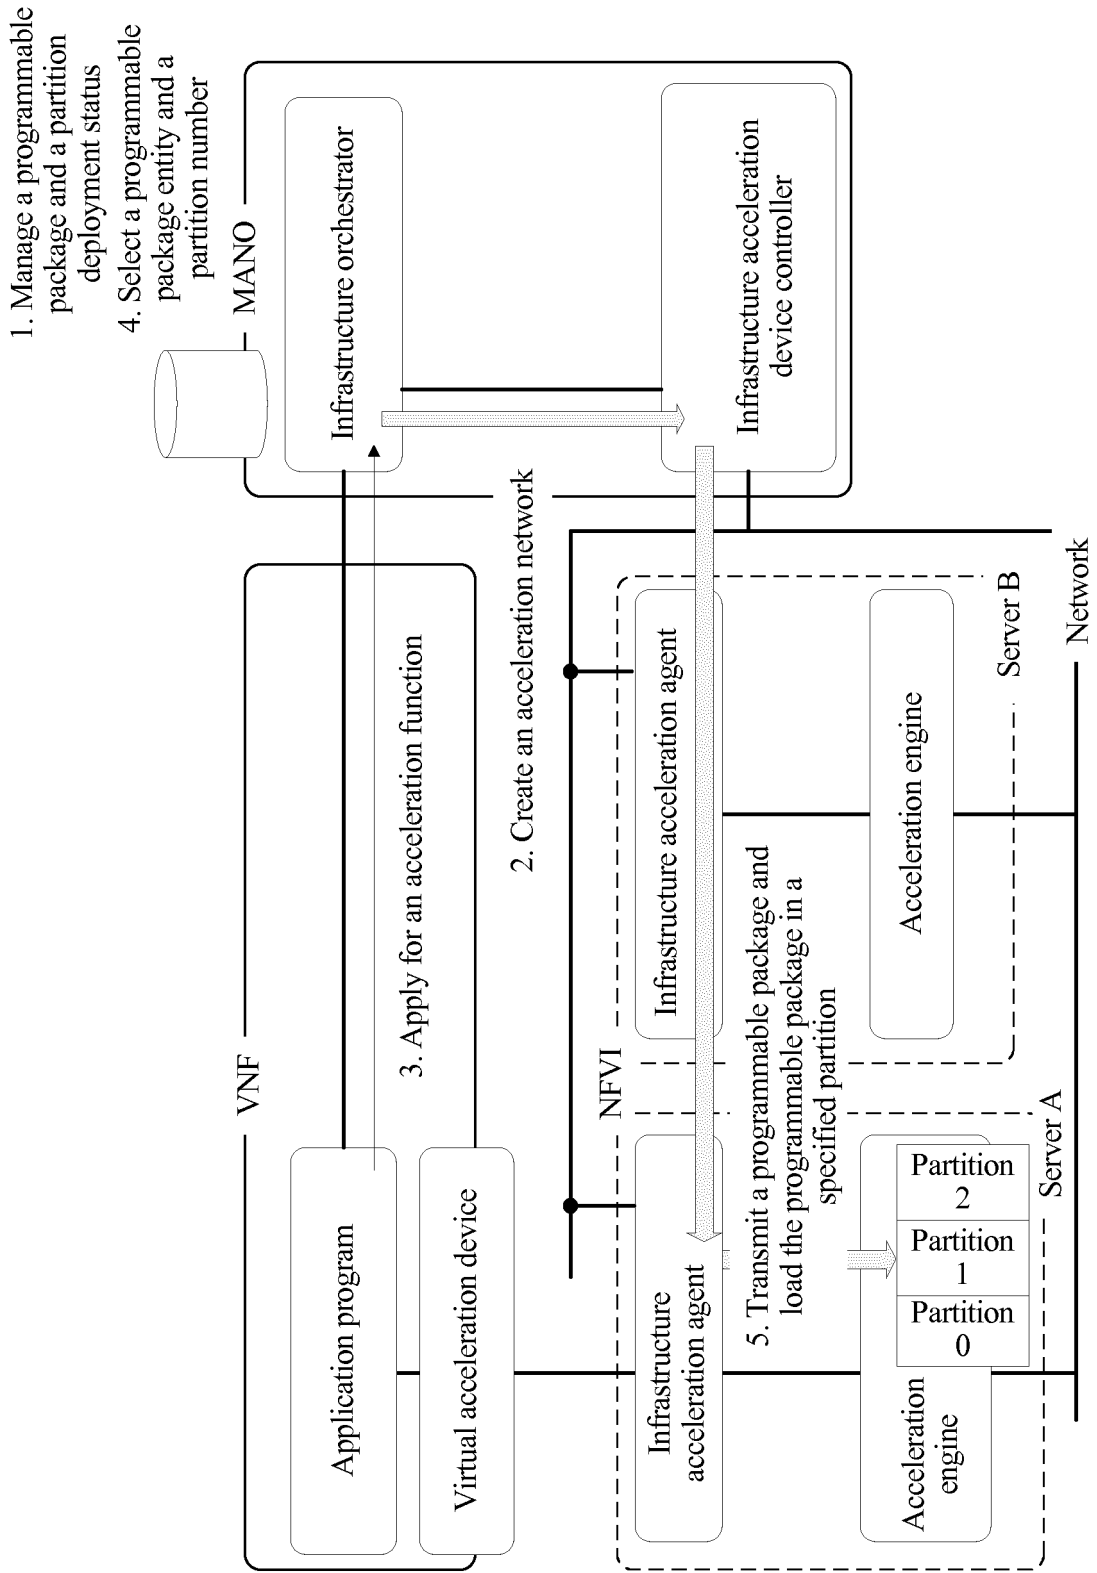 1. Manage a programmable
package and a partition
deployment status
4. Select a programmable
package entity and a
partition number
MANO
Infrastructure orchestrator
Infrastructure acceleration
device controller
2. Create an acceleration network
VNF
3. Apply for an acceleration function
Application program
Virtual acceleration device
NFVI
Infrastructure
acceleration agent
Infrastructure acceleration agent
5. Transmit a programmable package and
load the programmable package in a
specified partition
Acceleration
engine
Partition
0
Partition
1
Partition
2
Server A
Acceleration engine
Server B
Network